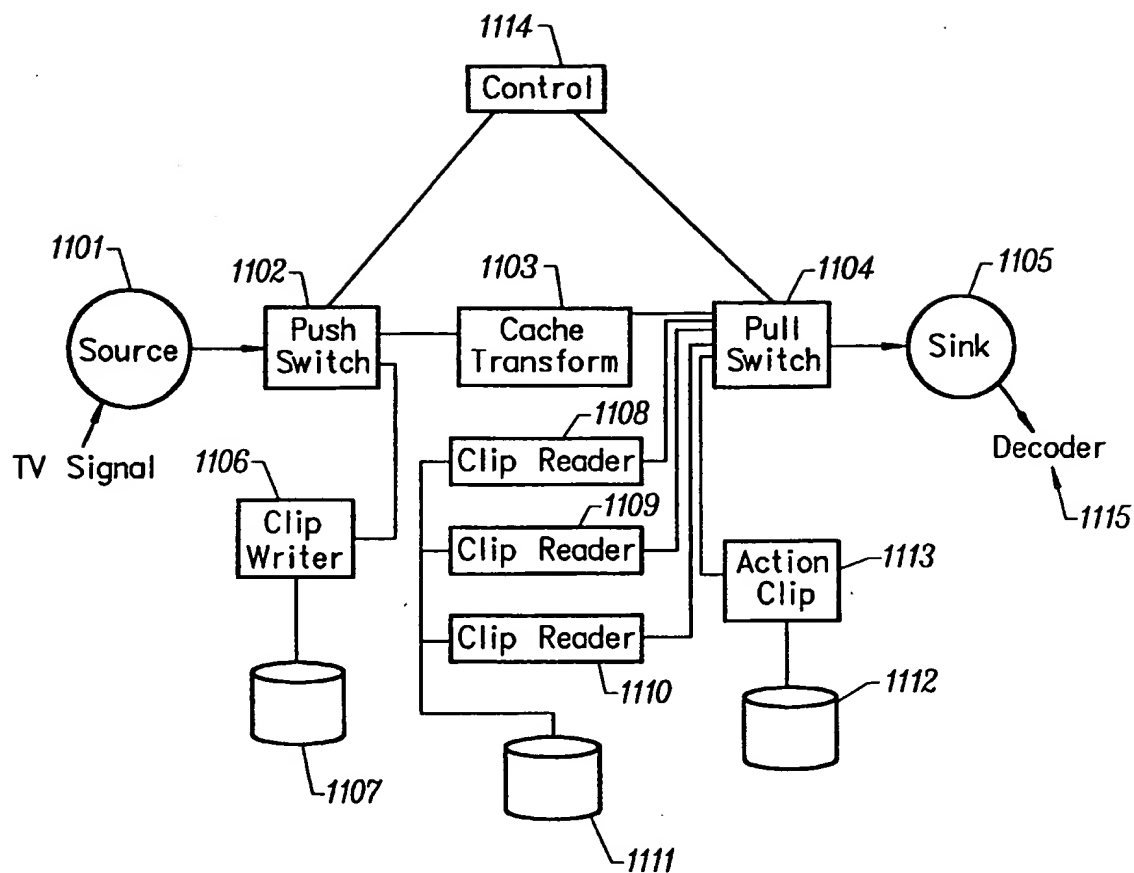 1114
Control
1101
Source
TV Signal
1102
Push
Switch
1103
Cache
Transform
1104
Pull
Switch
1105
Sink
Decoder
1115
1106
Clip
Writer
1107
1108
Clip Reader
1109
Clip Reader
Clip Reader
1110
1111
Action
Clip
1113
1112